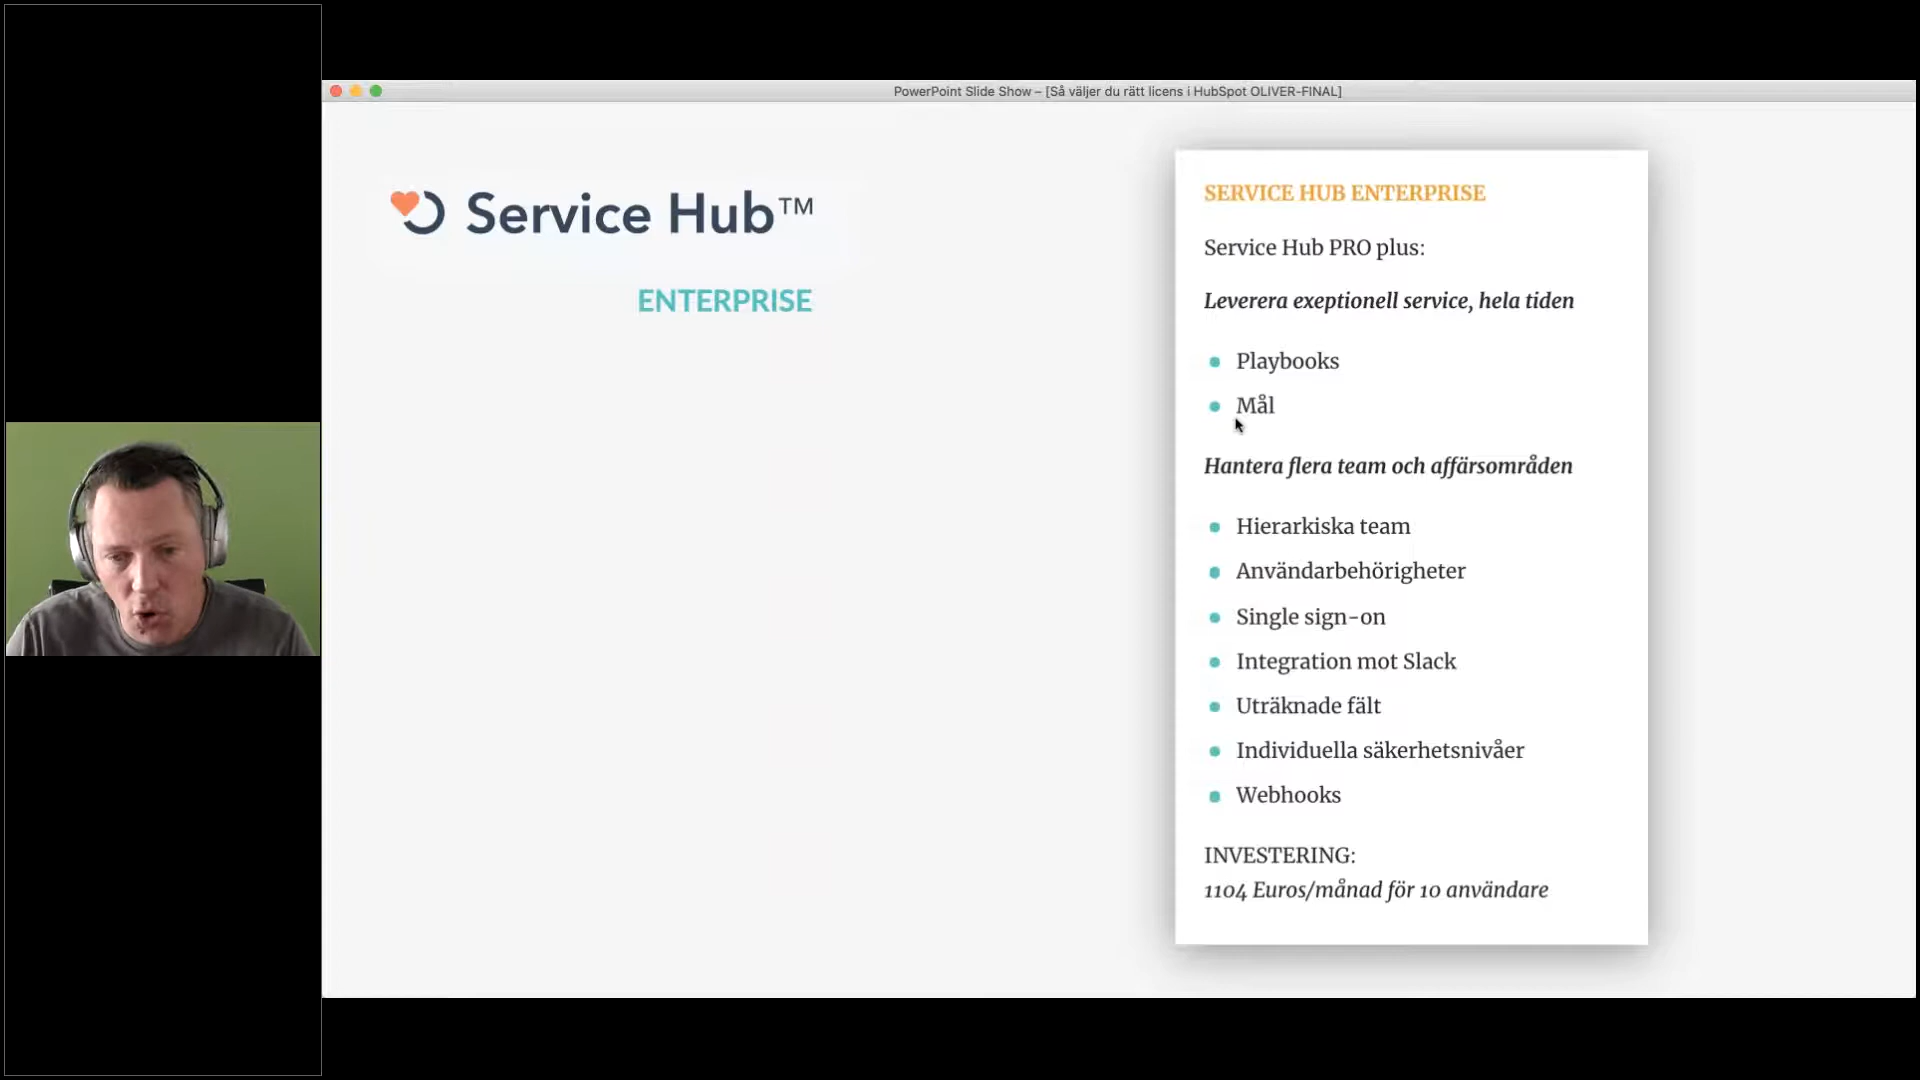 PowerPoint Slide Show – [Så väljer du rätt licens i HubSpot OLIVER-FINAL]
Service Hub™
ENTERPRISE
SERVICE HUB ENTERPRISE
Service Hub PRO plus:
Leverera exeptionell service, hela tiden
Playbooks
Mål
Hantera flera team och affärsområden
Hierarkiska team
Användarbehörigheter
Single sign-on
Integration mot Slack
Uträknade fält
Individuella säkerhetsnivåer
Webhooks
INVESTERING:
1104 Euros/månad för 10 användare